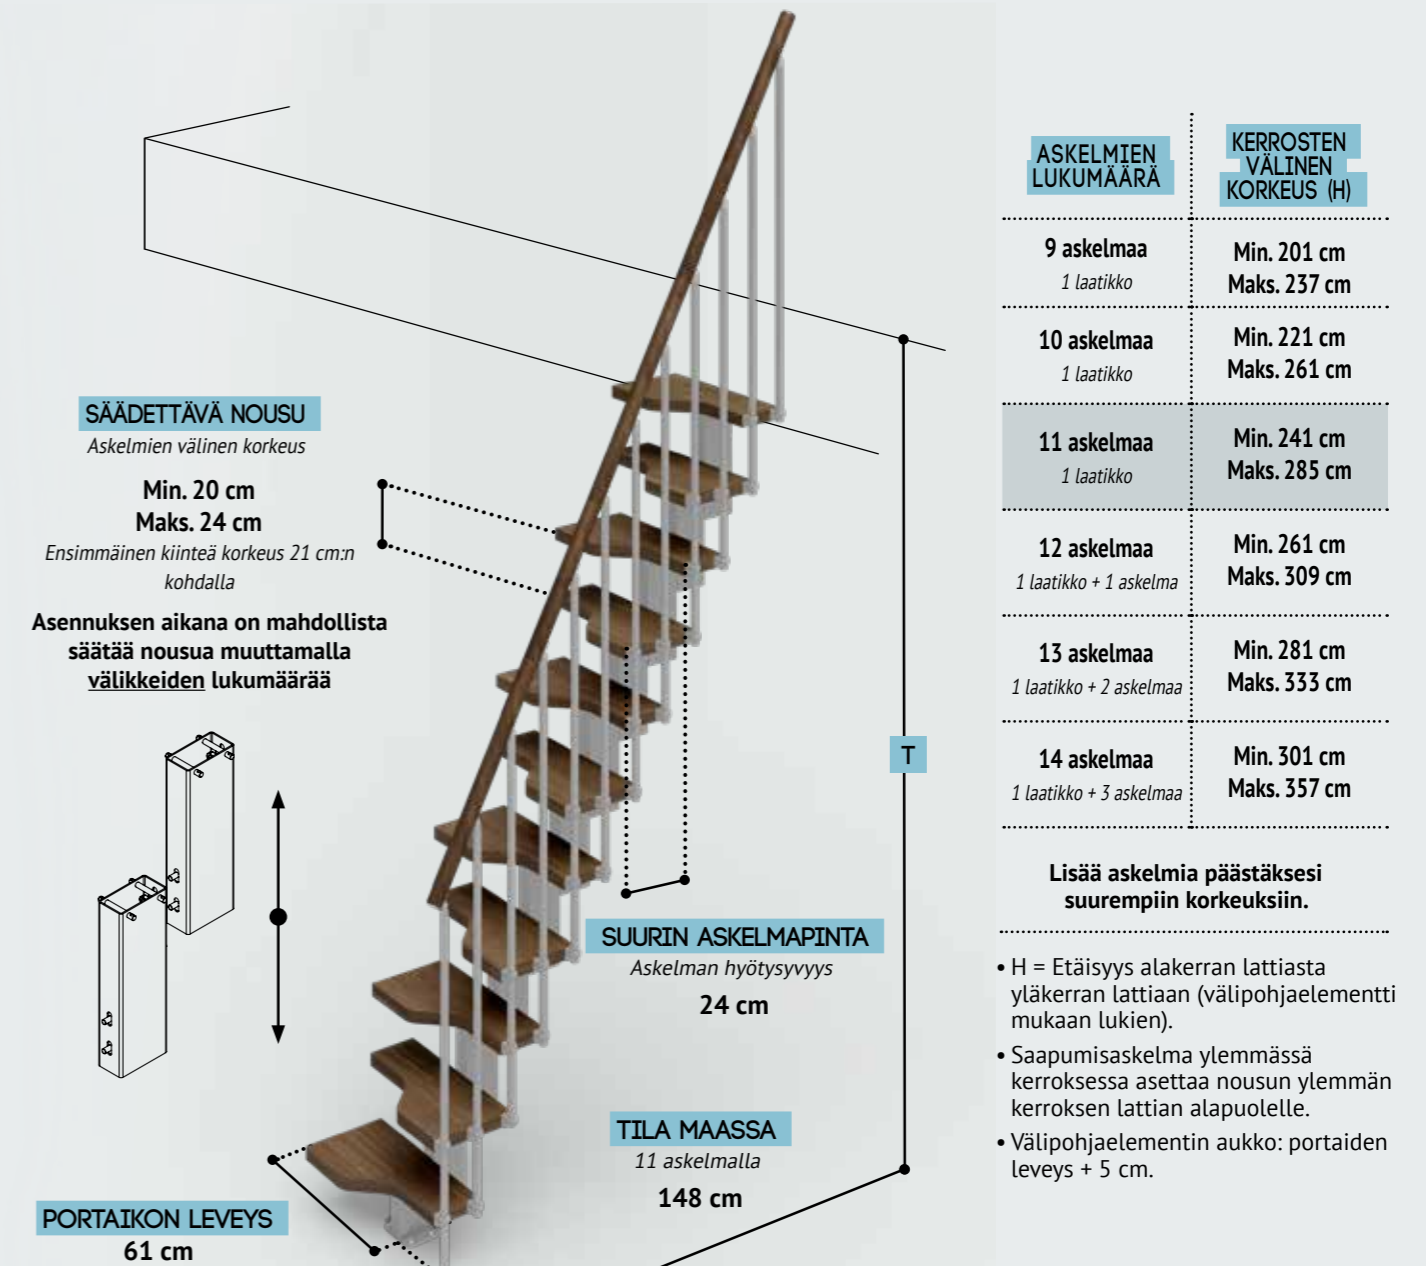 SÄÄDETTÄVÄ NOUSU
Askelmien välinen korkeus
Min. 20 cm
Maks. 24 cm
Ensimmäinen kiinteä korkeus 21 cm:n
kohdalla
Asennuksen aikana on mahdollista
säätää nousua muuttamalla
välikkeiden lukumäärää
PORTAIKON LEVEYS
61 cm
SUURIN ASKELMAPINTA
Askelman hyötysyvyys
24 cm
TILA MAASSA
11 askelmalla
148 cm
T
ASKELMIEN
LUKUMÄÄRÄ
KERROSTEN
VÄLINEN
KORKEUS (H)
9 askelmaa
1 laatikko
Min. 201 cm
Maks. 237 cm
10 askelmaa
1 laatikko
Min. 221 cm
Maks. 261 cm
11 askelmaa
1 laatikko
Min. 241 cm
Maks. 285 cm
12 askelmaa
1 laatikko + 1 askelma
Min. 261 cm
Maks. 309 cm
13 askelmaa
1 laatikko + 2 askelmaa
Min. 281 cm
Maks. 333 cm
14 askelmaa
1 laatikko + 3 askelmaa
Min. 301 cm
Maks. 357 cm
Lisää askelmia päästäksesi
suurempiin korkeuksiin.
• H = Etäisyys alakerran lattiasta
yläkerran lattiaan (välipohjaelementti
mukaan lukien).
• Saapumisaskelma ylemmässä
kerroksessa asettaa nousun ylemmän
kerroksen lattian alapuolelle.
• Välipohjaelementin aukko: portaiden
leveys + 5 cm.